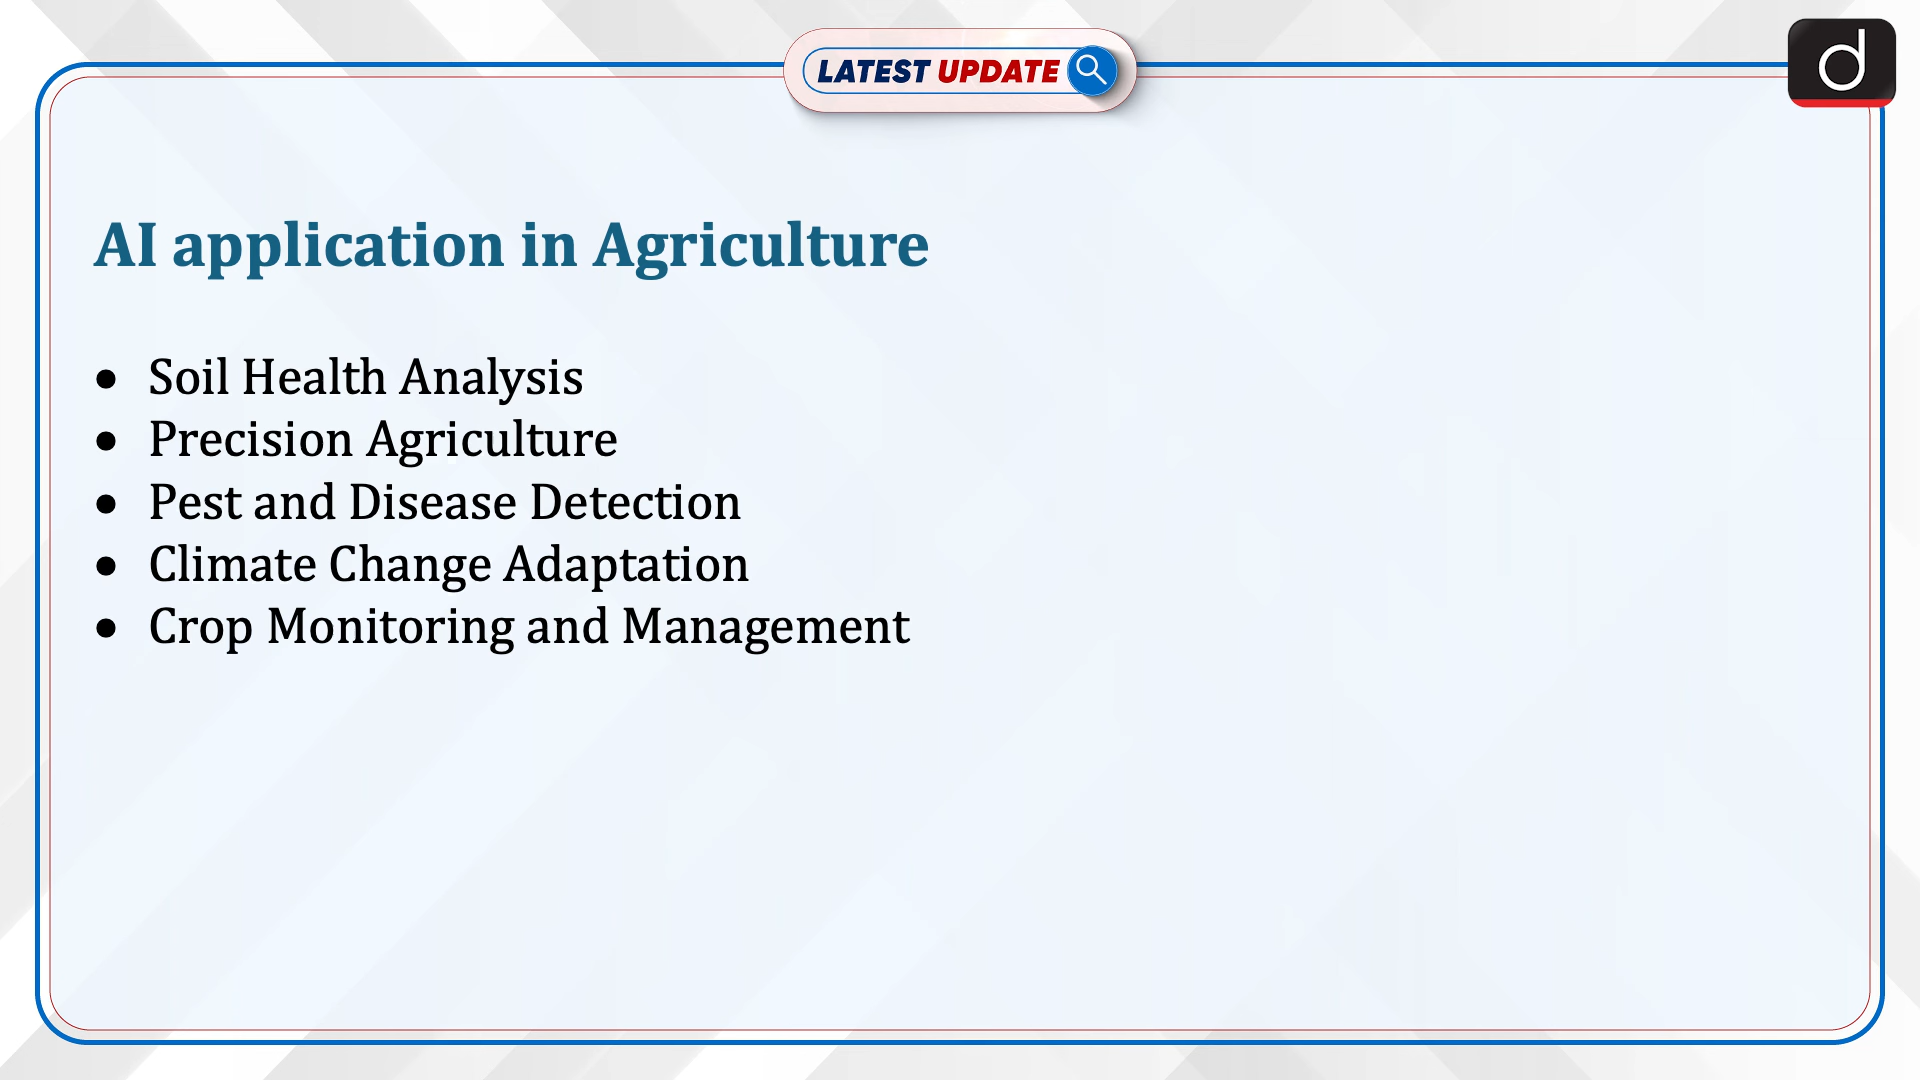 LATEST UPDATE
d
AI application in Agriculture
• Soil Health Analysis
• Precision Agriculture
• Pest and Disease Detection
• Climate Change Adaptation
• Crop Monitoring and Management